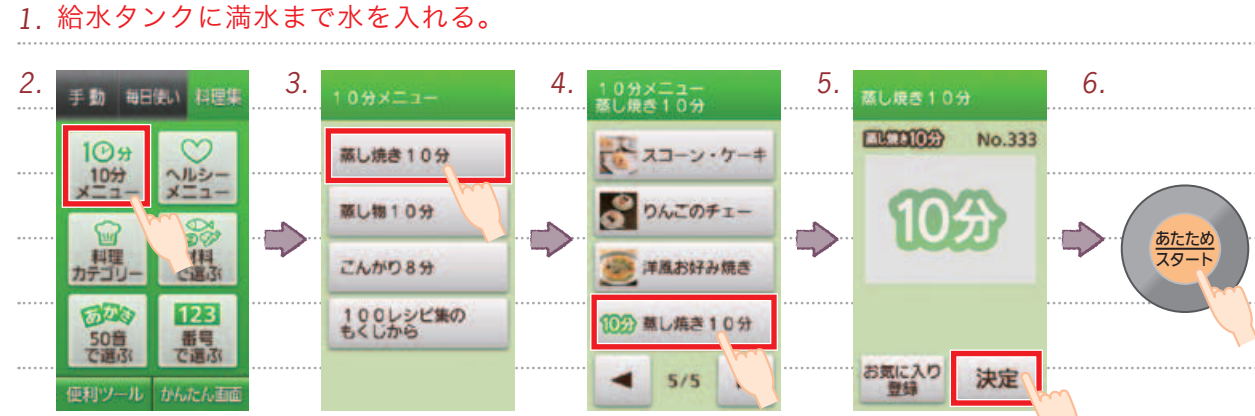 1. 給水タンクに満水まで水を入れる。
2.
手動 毎日使い 料理集
10分
10分
メニュー
ヘルシー
メニュー
料理
カテゴリー
材料
で選ぶ
あかさ
50音
で選ぶ
123
番号
で選ぶ
便利ツール かんたん画面
3.
10分メニュー
蒸し焼き10分
蒸し物10分
こんがり8分
100レシピ集の
もくじから
4.
10分メニュー
蒸し焼き10分
スコーン・ケーキ
りんごのチェー
洋風お好み焼き
10分 蒸し焼き10分
5/5
5.
蒸し焼き10分
蒸し焼き10分 No.333
10分
お気に入り
登録
決定
6.
あたため
スタート